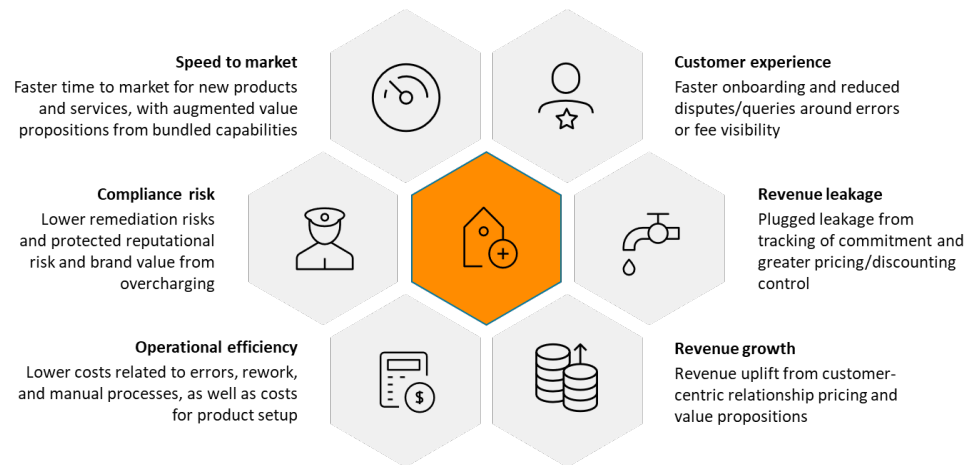 Speed to market
Faster time to market for new products
and services, with augmented value
propositions from bundled capabilities
Customer experience
Faster onboarding and reduced
disputes/queries around errors
or fee visibility
Compliance risk
Lower remediation risks
and protected reputational
risk and brand value from
overcharging
Revenue leakage
Plugged leakage from
tracking of commitment and
greater pricing/discounting
control
Operational efficiency
Lower costs related to errors, rework,
and manual processes, as well as costs
for product setup
$
Revenue growth
Revenue uplift from customer-
centric relationship pricing and
value propositions